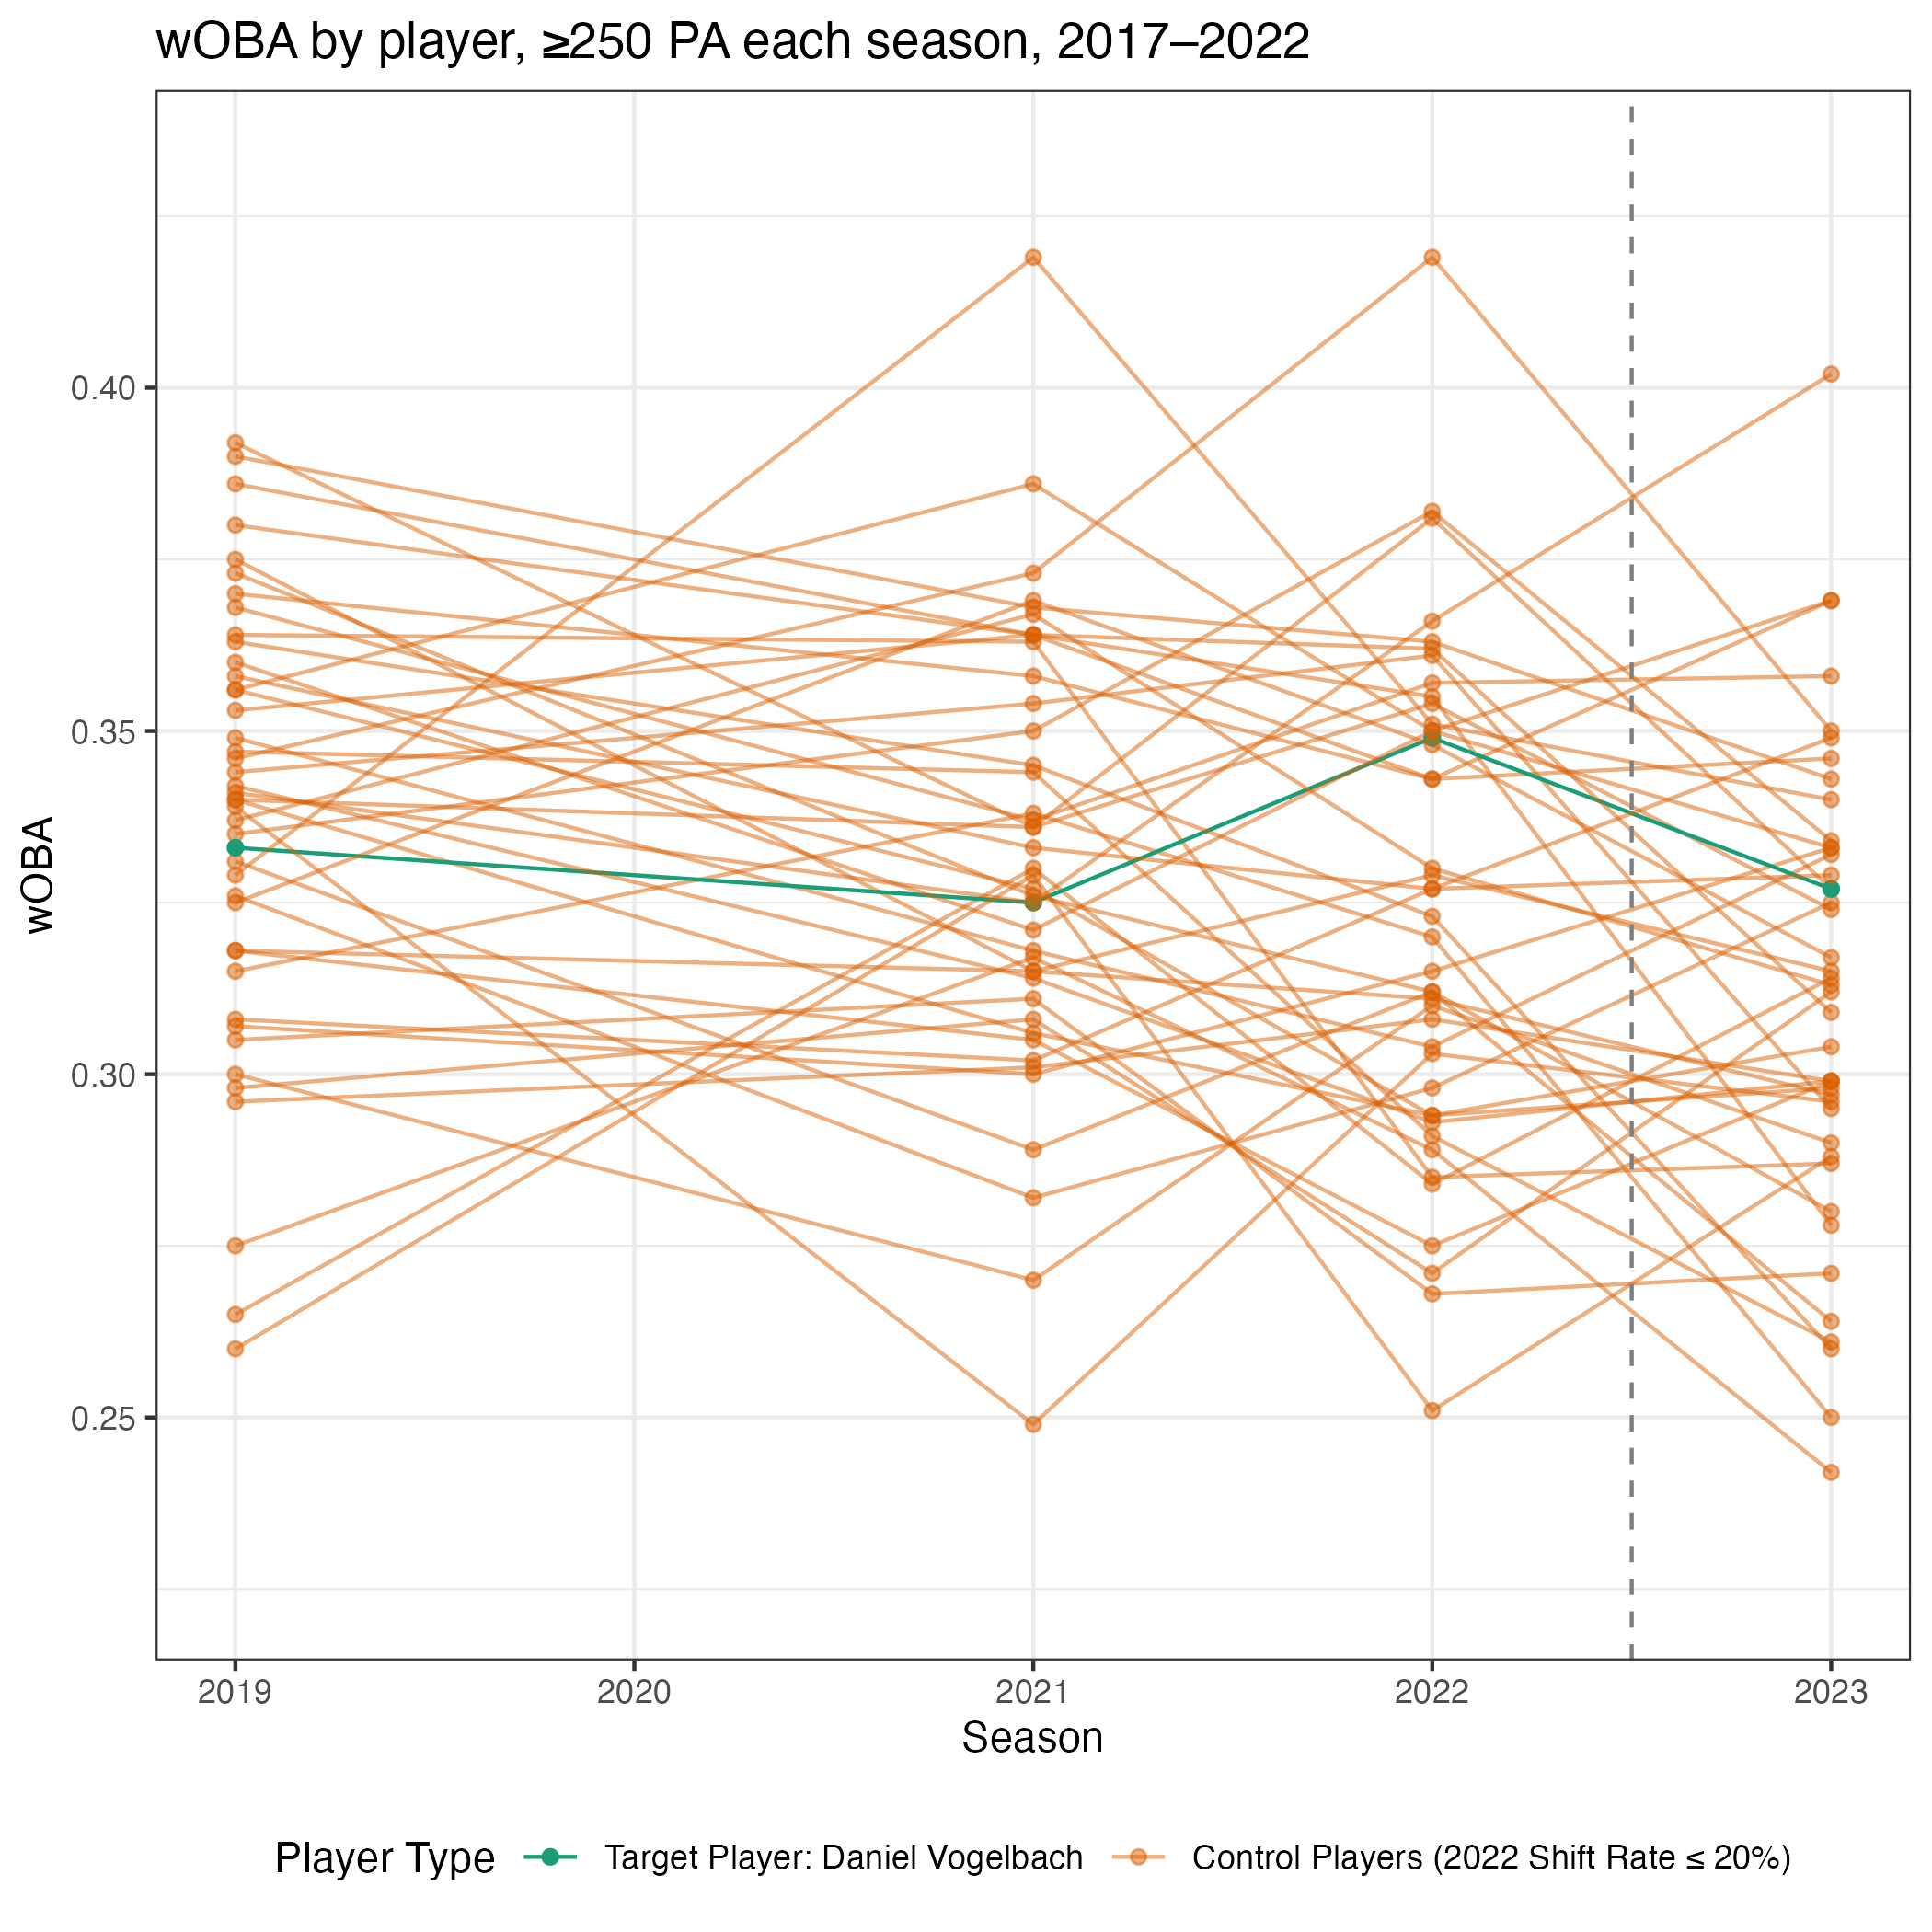 wOBA by player, ≥250 PA each season, 2017–2022
wOBA
0.40
0.35
0.30
0.25
2019 2020 2021 2022 2023
Season
Player Type Target Player: Daniel Vogelbach Control Players (2022 Shift Rate ≤ 20%)